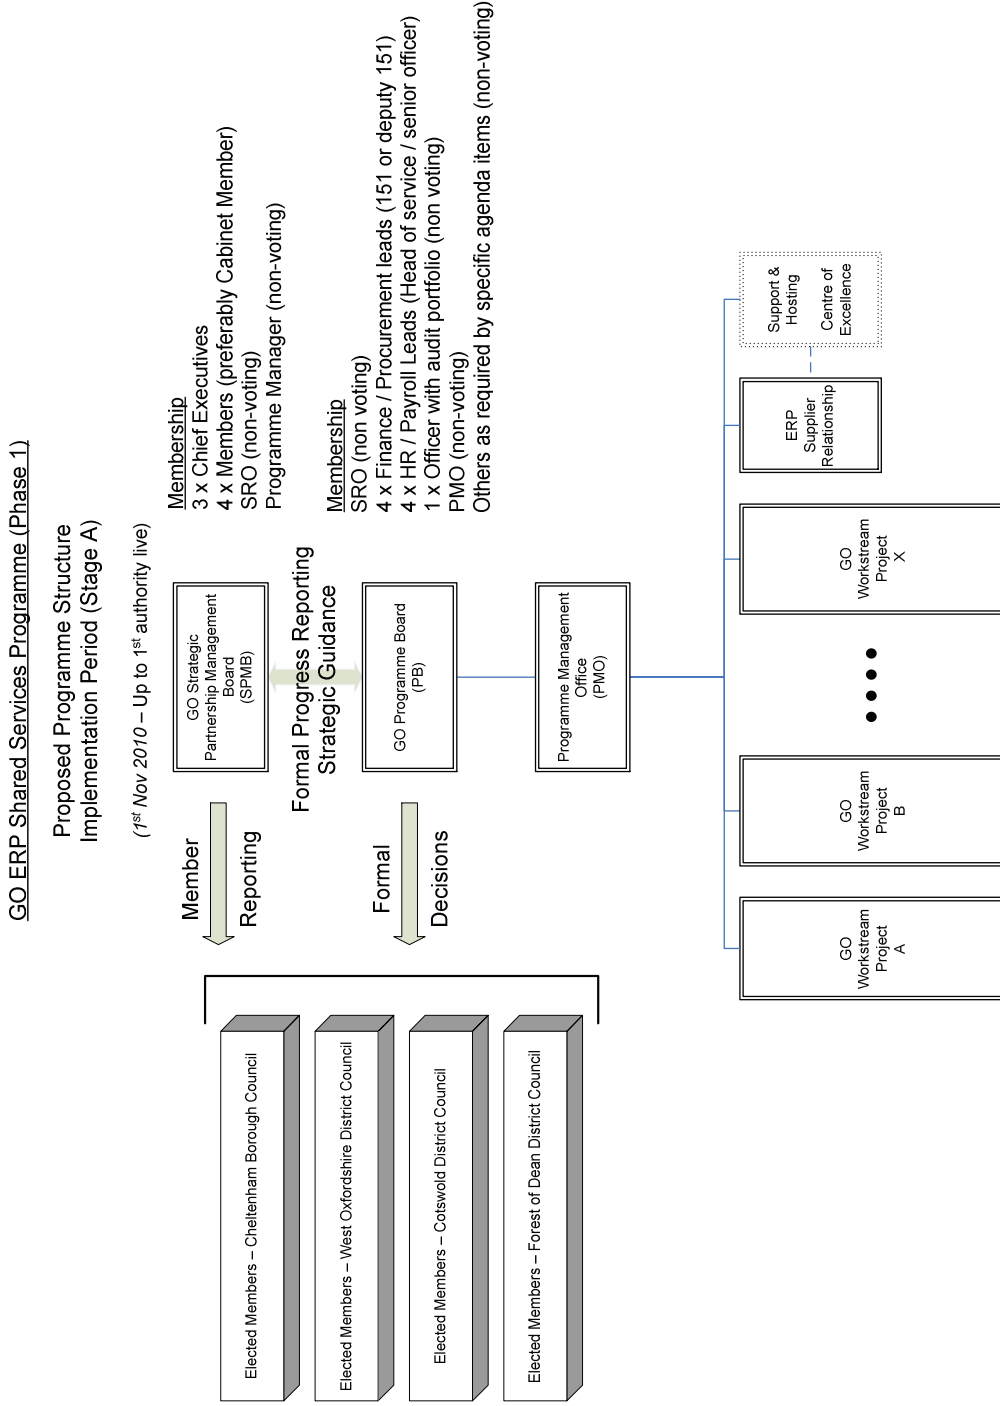 GO ERP Shared Services Programme (Phase 1)
Proposed Programme Structure
Implementation Period (Stage A)
(1st Nov 2010 – Up to 1st authority live)
Elected Members – Cheltenham Borough Council
Elected Members – West Oxfordshire District Council
Elected Members – Cotswold District Council
Elected Members – Forest of Dean District Council
Member
Reporting
Formal
Decisions
GO Strategic
Partnership Management
Board
(SPMB)
Formal Progress Reporting
Strategic Guidance
GO Programme Board
(PB)
Programme Management
Office
(PMO)
Membership
3 x Chief Executives
4 x Members (preferably Cabinet Member)
SRO (non-voting)
Programme Manager (non-voting)
Membership
SRO (non voting)
4 x Finance / Procurement leads (151 or deputy 151)
4 x HR / Payroll Leads (Head of service / senior officer)
1 x Officer with audit portfolio (non voting)
PMO (non-voting)
Others as required by specific agenda items (non-voting)
GO
Workstream
Project
A
GO
Workstream
Project
B
GO
Workstream
Project
X
ERP
Supplier
Relationship
Support &
Hosting
Centre of
Excellence